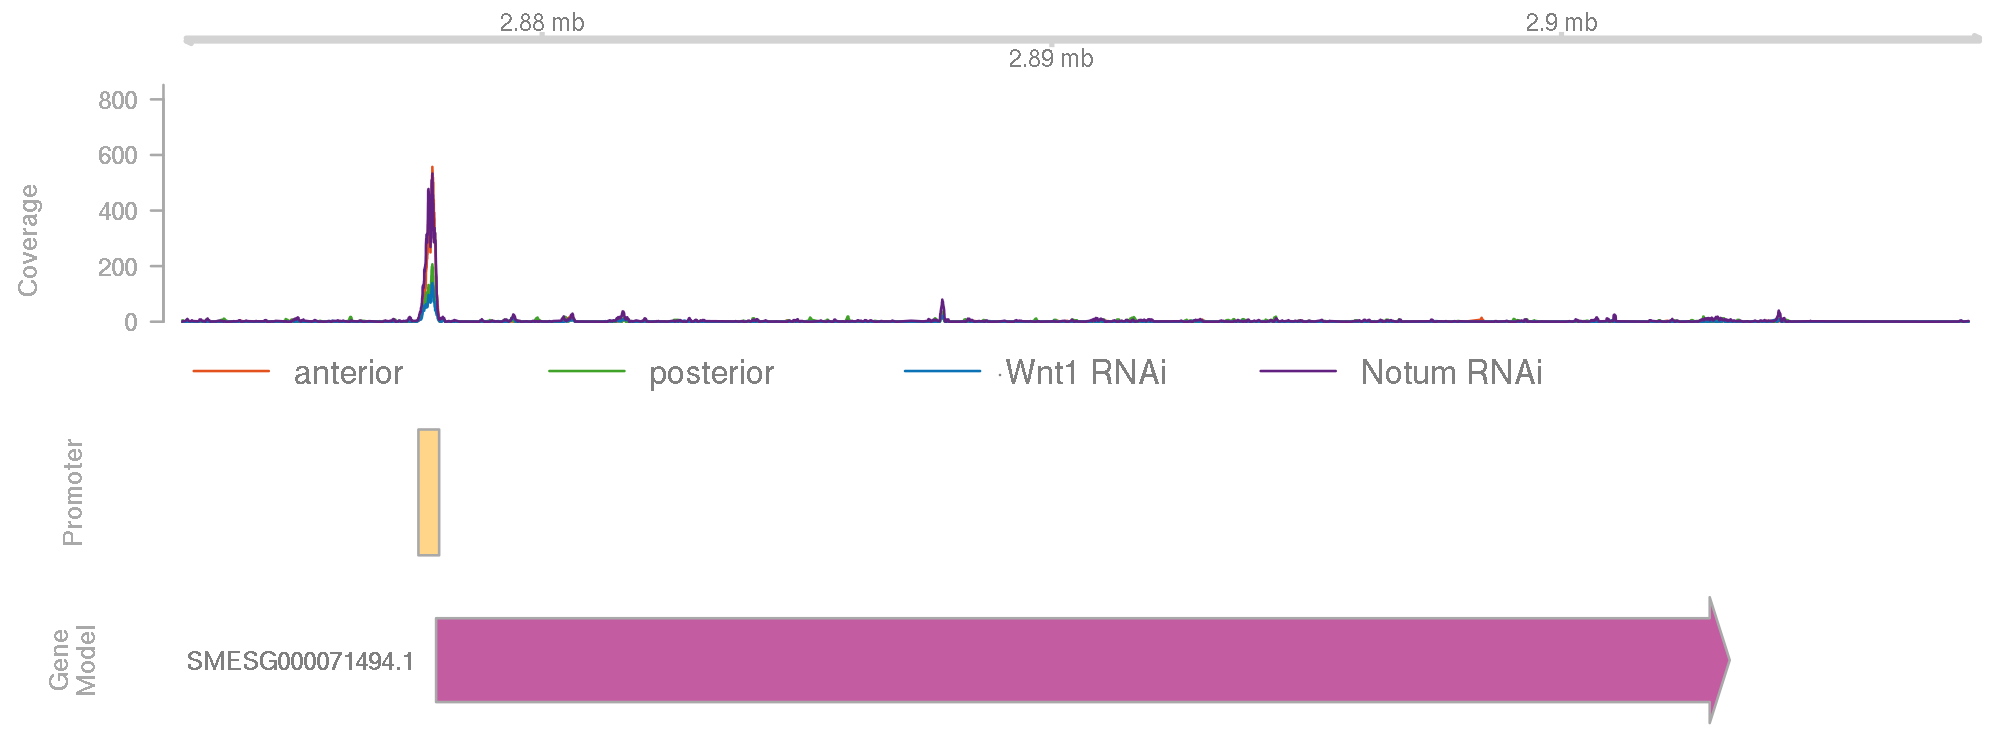 2.88 mb
2.9 mb
2.89 mb
800
600
400
200
0
Coverage
anterior posterior Wnt1 RNAi Notum RNAi
Promoter
Gene
Model
SMESG000071494.1